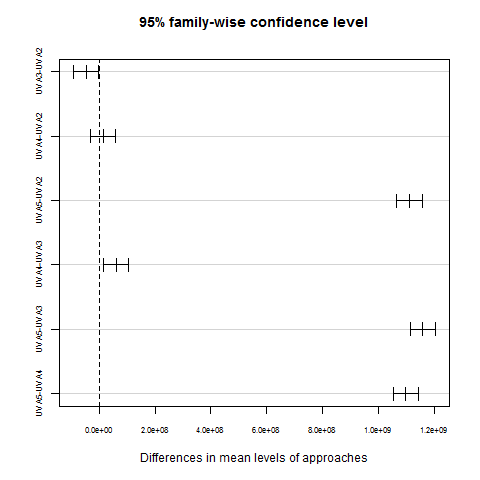 95% family-wise confidence level
UV A3-UV A2
UV A4-UV A2
UV A5-UV A2
UV A4-UV A3
UV A5-UV A3
UV A5-UV A4
0.0e+00 2.0e+08 4.0e+08 6.0e+08 8.0e+08 1.0e+09 1.2e+09
Differences in mean levels of approaches